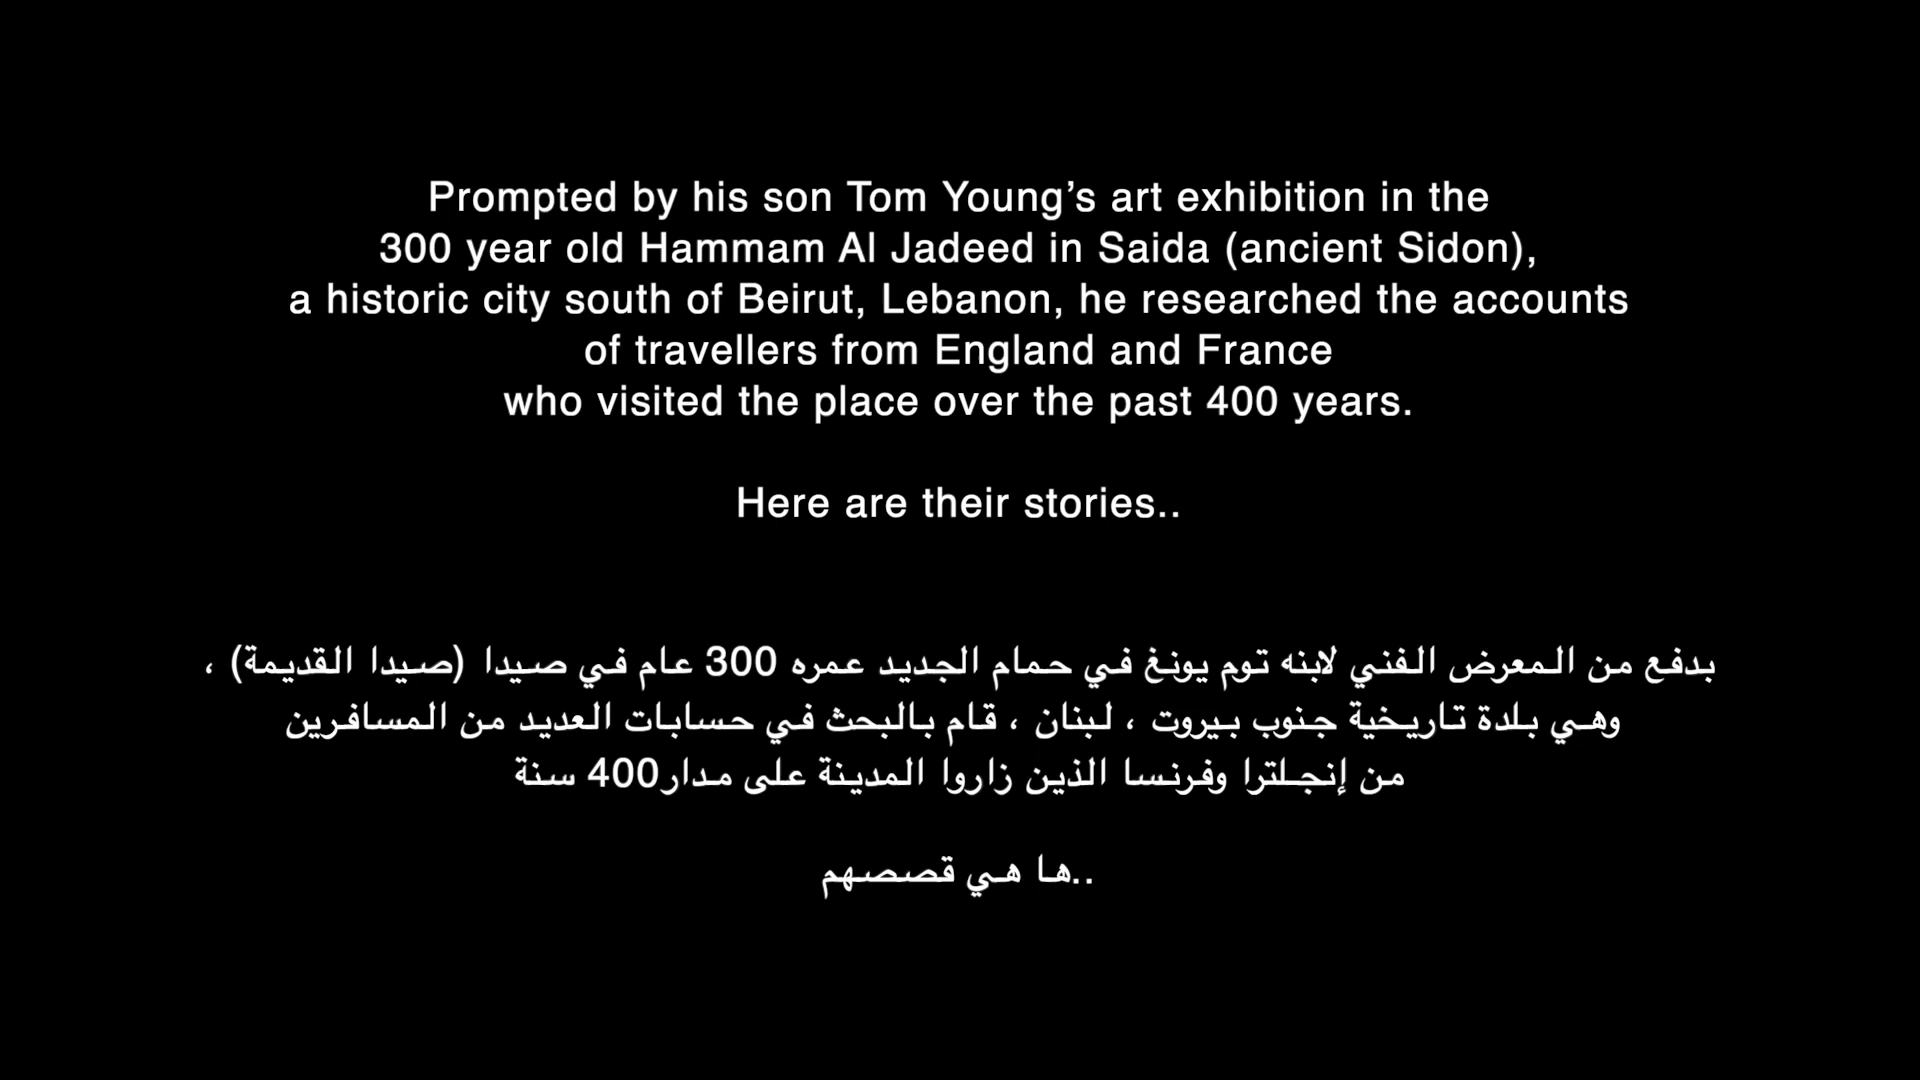 Prompted by his son Tom Young’s art exhibition in the
300 year old Hammam Al Jadeed in Saida (ancient Sidon),
a historic city south of Beirut, Lebanon, he researched the accounts
of travellers from England and France
who visited the place over the past 400 years.
Here are their stories..
بدفع من المعرض الفني لابنه توم يونغ في حمام الجديد عمره 300 عام في صيدا (صيدا القديمة) ،
وهي بلدة تاريخية جنوب بيروت ، لبنان ، قام بالبحث في حسابات العديد من المسافرين
من إنجلترا وفرنسا الذين زاروا المدينة على مدار400 سنة
..ها هي قصصهم